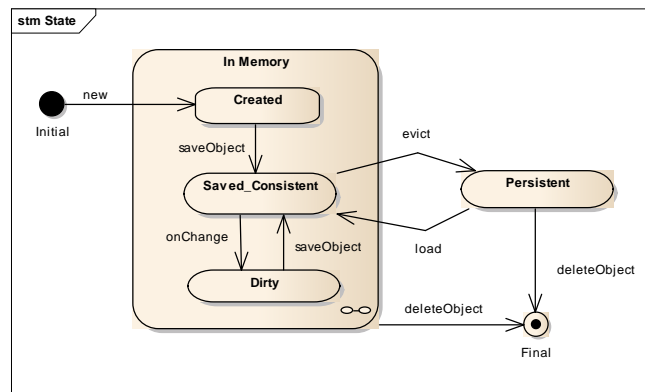 stm State
In Memory
new
Created
Initial
evict
saveObject
Saved_Consistent
Persistent
onChange
saveObject
load
deleteObject
Dirty
deleteObject
Final